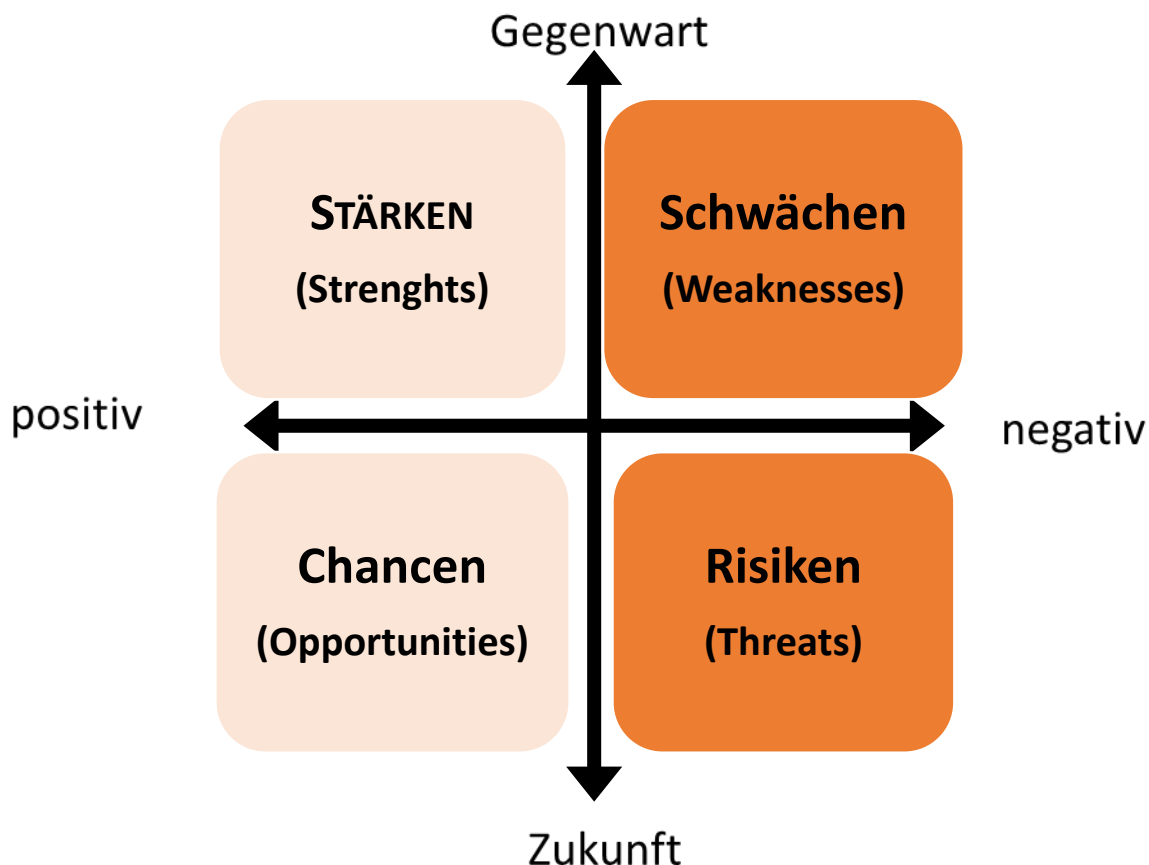 Gegenwart
STÄRKEN
(Strenghts)
Schwächen
(Weaknesses)
positiv
negativ
Chancen
(Opportunities)
Risiken
(Threats)
Zukunft